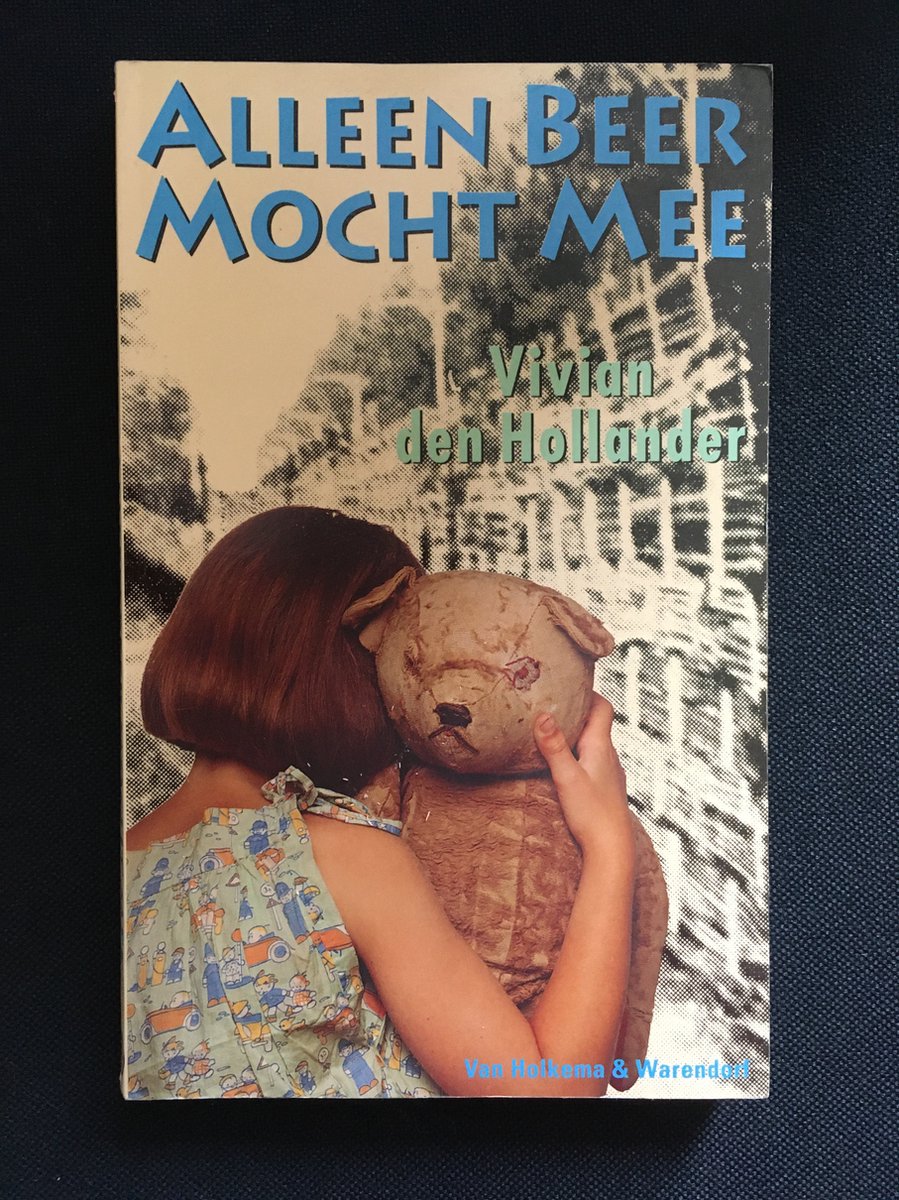 ALLEEN BEER
MOCHT MEE
Vivian
den Hollander
Van Holkema & Warendorf